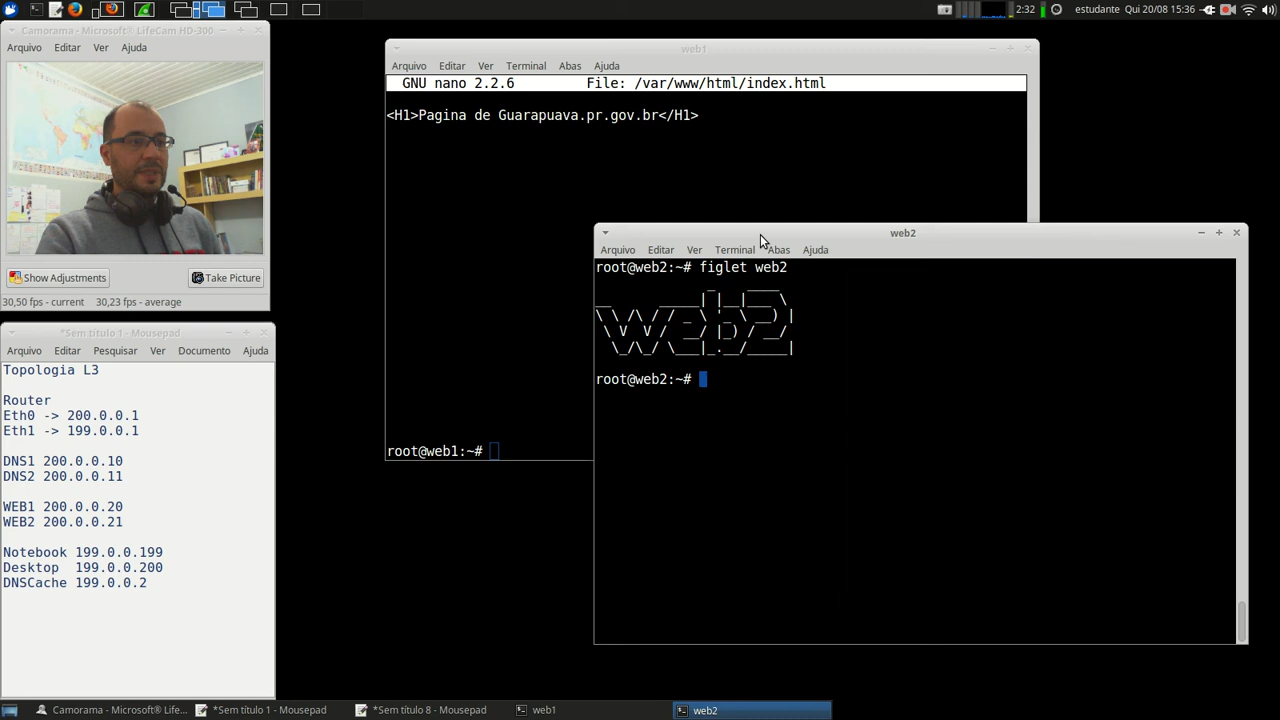 2:32 estudante Qui 20/08 15:36
Camorama - Microsoft® LifeCam HD-300
Arquivo Editar Ver Ajuda
Show Adjustments Take Picture
30,50 fps - current 30,23 fps - average
*Sem título 1 - Mousepad
Arquivo Editar Pesquisar Ver Documento Ajuda
Topologia L3
Router
Eth0 -> 200.0.0.1
Eth1 -> 199.0.0.1
DNS1 200.0.0.10
DNS2 200.0.0.11
WEB1 200.0.0.20
WEB2 200.0.0.21
Notebook 199.0.0.199
Desktop  199.0.0.200
DNSCache 199.0.0.2
web1
Arquivo Editar Ver Terminal Abas Ajuda
GNU nano 2.2.6 File: /var/www/html/index.html
<H1>Pagina de Guarapuava.pr.gov.br</H1>
root@web1:~#
web2
Arquivo Editar Ver Terminal Abas Ajuda
root@web2:~# figlet web2
web2
root@web2:~#
Camorama - Microsoft® Life... *Sem título 1 - Mousepad *Sem título 8 - Mousepad web1 web2